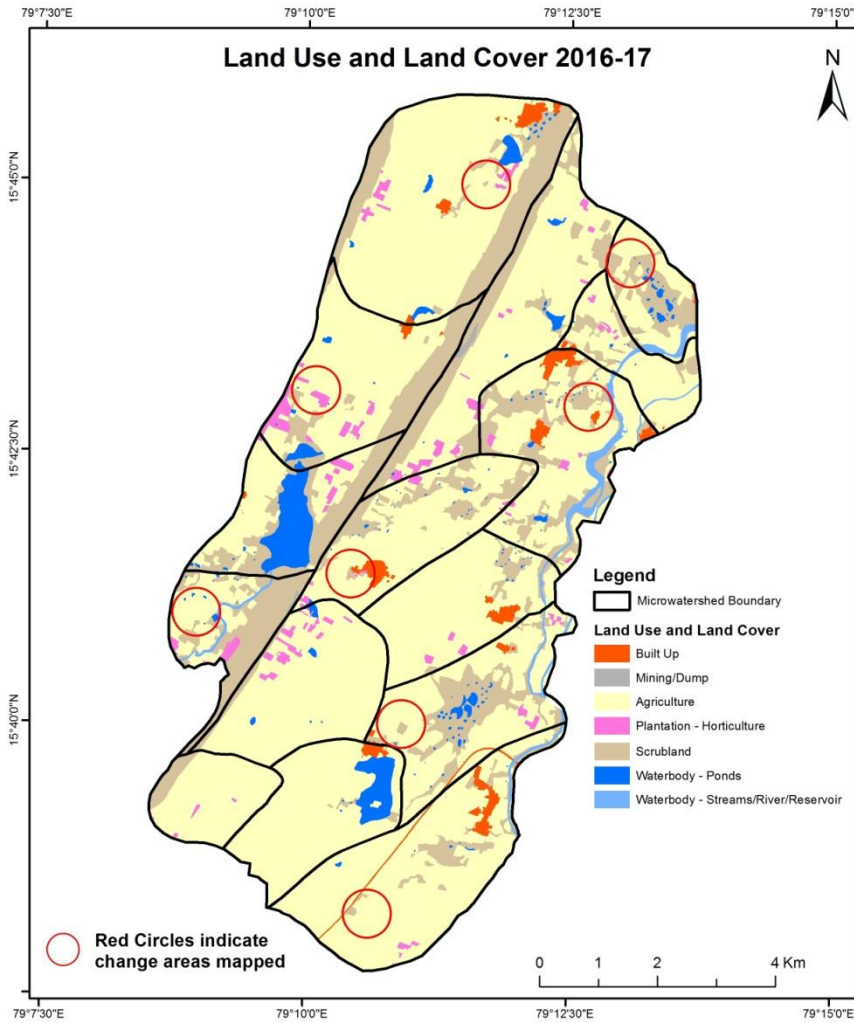 79°7'30"E 79°10'0"E 79°12'30"E 79°15'0"E
Land Use and Land Cover 2016-17
N
15°45'0"N
15°42'30"N
15°40'0"N
Legend
Microwatershed Boundary
Land Use and Land Cover
Built Up
Mining/Dump
Agriculture
Plantation - Horticulture
Scrubland
Waterbody - Ponds
Waterbody - Streams/River/Reservoir
Red Circles indicate
change areas mapped
0 1 2 4 Km
79°7'30"E 79°10'0"E 79°12'30"E 79°15'0"E